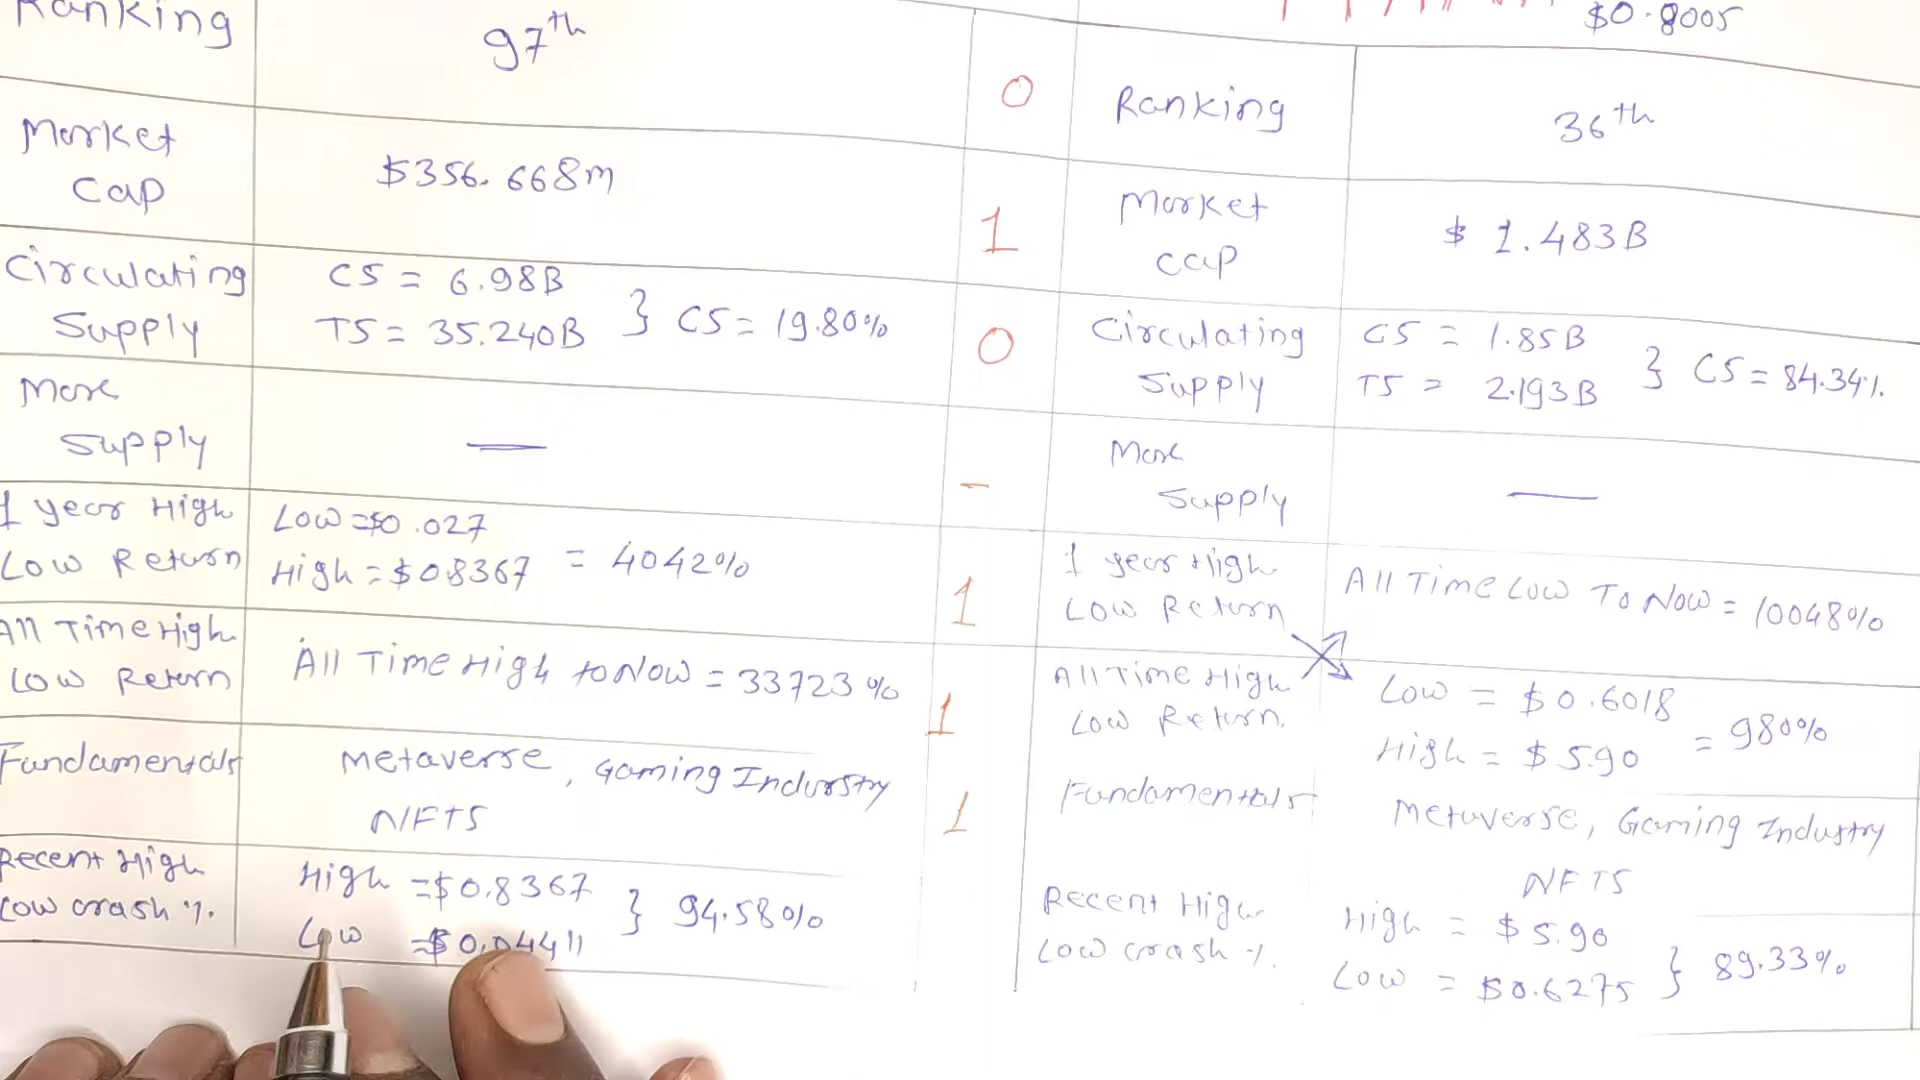 Ranking
97th
Market
Cap
$356.668m
Circulating
Supply
CS = 6.98B
TS = 35.240B
} CS = 19.80%
Supply
—
1 year High
Low Return
Low =$0.027
High = $0.8367
= 4042%
All Time High
Low Retern
All Time High to Now = 33723%
Fundamentals
Metaverse, Gaming Industry
NFTS
Recent High
Low crash %.
High =$0.8367
Low =$0.04411
} 94.58%
0
1
0
-
1
1
1
$0.8005
Ranking
36th
Market
Cap
$ 1.483B
Circulating
Supply
CS = 1.85B
TS = 2.193B
} CS = 84.34%.
Supply
—
1 year High
Low Return
All Time Low To Now = 10048%
All Time High
Low Return.
Low = $0.6018
High = $5.90
= 980%
Fundamentals
Metaverse, Gaming Industry
NFTS
Recent High
Low crash %.
High = $5.90
Low = $0.6275
} 89.33%